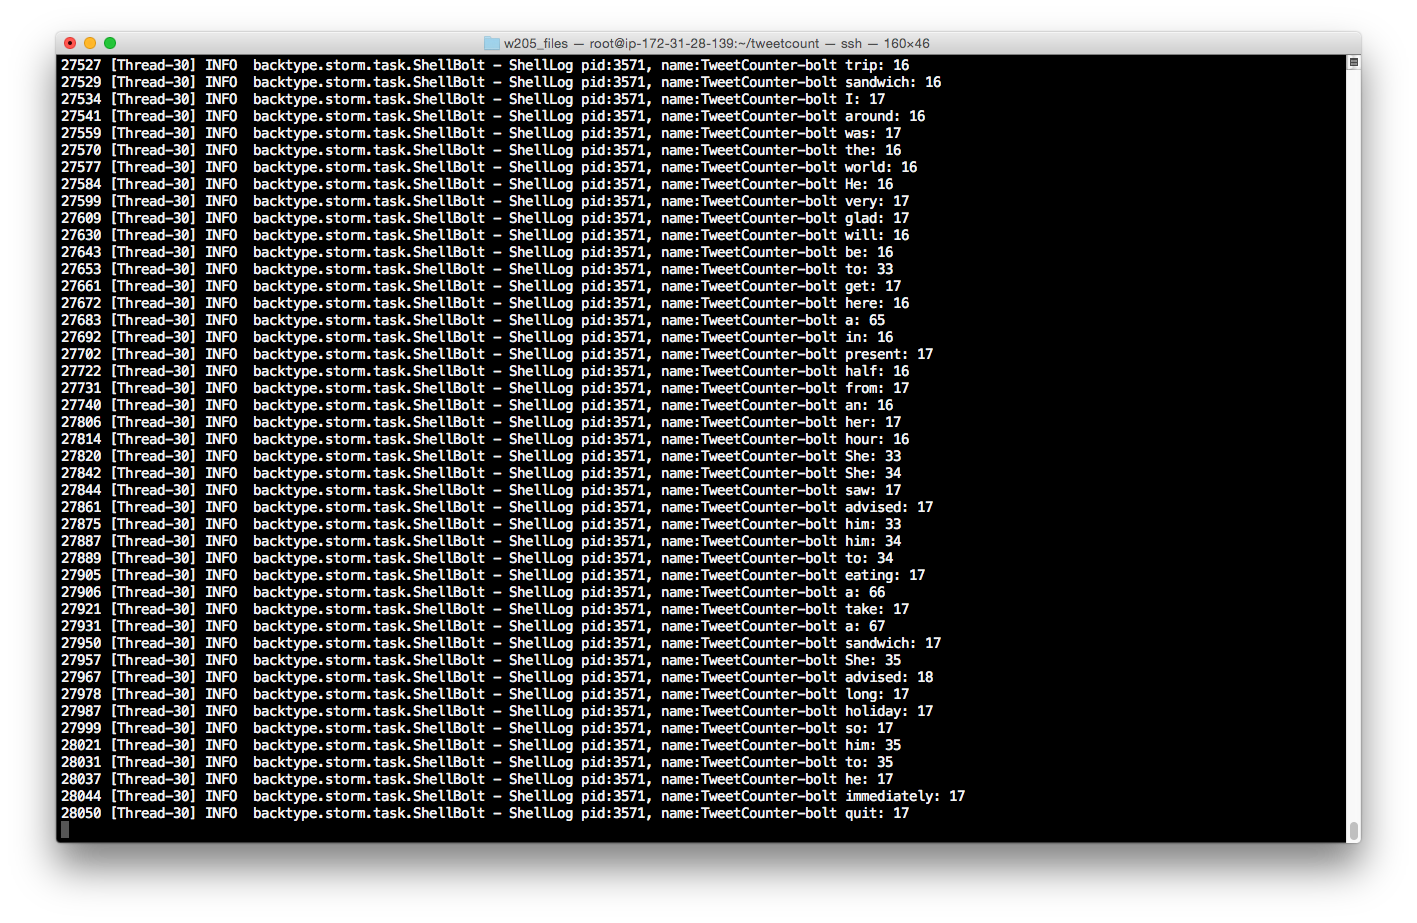 w205_files — root@ip-172-31-28-139:~/tweetcount — ssh — 160×46
27527 [Thread-30] INFO  backtype.storm.task.ShellBolt - ShellLog pid:3571, name:TweetCounter-bolt trip: 16
27529 [Thread-30] INFO  backtype.storm.task.ShellBolt - ShellLog pid:3571, name:TweetCounter-bolt sandwich: 16
27534 [Thread-30] INFO  backtype.storm.task.ShellBolt - ShellLog pid:3571, name:TweetCounter-bolt I: 17
27541 [Thread-30] INFO  backtype.storm.task.ShellBolt - ShellLog pid:3571, name:TweetCounter-bolt around: 16
27559 [Thread-30] INFO  backtype.storm.task.ShellBolt - ShellLog pid:3571, name:TweetCounter-bolt was: 17
27570 [Thread-30] INFO  backtype.storm.task.ShellBolt - ShellLog pid:3571, name:TweetCounter-bolt the: 16
27577 [Thread-30] INFO  backtype.storm.task.ShellBolt - ShellLog pid:3571, name:TweetCounter-bolt world: 16
27584 [Thread-30] INFO  backtype.storm.task.ShellBolt - ShellLog pid:3571, name:TweetCounter-bolt He: 16
27599 [Thread-30] INFO  backtype.storm.task.ShellBolt - ShellLog pid:3571, name:TweetCounter-bolt very: 17
27609 [Thread-30] INFO  backtype.storm.task.ShellBolt - ShellLog pid:3571, name:TweetCounter-bolt glad: 17
27630 [Thread-30] INFO  backtype.storm.task.ShellBolt - ShellLog pid:3571, name:TweetCounter-bolt will: 16
27643 [Thread-30] INFO  backtype.storm.task.ShellBolt - ShellLog pid:3571, name:TweetCounter-bolt be: 16
27653 [Thread-30] INFO  backtype.storm.task.ShellBolt - ShellLog pid:3571, name:TweetCounter-bolt to: 33
27661 [Thread-30] INFO  backtype.storm.task.ShellBolt - ShellLog pid:3571, name:TweetCounter-bolt get: 17
27672 [Thread-30] INFO  backtype.storm.task.ShellBolt - ShellLog pid:3571, name:TweetCounter-bolt here: 16
27683 [Thread-30] INFO  backtype.storm.task.ShellBolt - ShellLog pid:3571, name:TweetCounter-bolt a: 65
27692 [Thread-30] INFO  backtype.storm.task.ShellBolt - ShellLog pid:3571, name:TweetCounter-bolt in: 16
27702 [Thread-30] INFO  backtype.storm.task.ShellBolt - ShellLog pid:3571, name:TweetCounter-bolt present: 17
27722 [Thread-30] INFO  backtype.storm.task.ShellBolt - ShellLog pid:3571, name:TweetCounter-bolt half: 16
27731 [Thread-30] INFO  backtype.storm.task.ShellBolt - ShellLog pid:3571, name:TweetCounter-bolt from: 17
27740 [Thread-30] INFO  backtype.storm.task.ShellBolt - ShellLog pid:3571, name:TweetCounter-bolt an: 16
27806 [Thread-30] INFO  backtype.storm.task.ShellBolt - ShellLog pid:3571, name:TweetCounter-bolt her: 17
27814 [Thread-30] INFO  backtype.storm.task.ShellBolt - ShellLog pid:3571, name:TweetCounter-bolt hour: 16
27820 [Thread-30] INFO  backtype.storm.task.ShellBolt - ShellLog pid:3571, name:TweetCounter-bolt She: 33
27842 [Thread-30] INFO  backtype.storm.task.ShellBolt - ShellLog pid:3571, name:TweetCounter-bolt She: 34
27844 [Thread-30] INFO  backtype.storm.task.ShellBolt - ShellLog pid:3571, name:TweetCounter-bolt saw: 17
27861 [Thread-30] INFO  backtype.storm.task.ShellBolt - ShellLog pid:3571, name:TweetCounter-bolt advised: 17
27875 [Thread-30] INFO  backtype.storm.task.ShellBolt - ShellLog pid:3571, name:TweetCounter-bolt him: 33
27887 [Thread-30] INFO  backtype.storm.task.ShellBolt - ShellLog pid:3571, name:TweetCounter-bolt him: 34
27889 [Thread-30] INFO  backtype.storm.task.ShellBolt - ShellLog pid:3571, name:TweetCounter-bolt to: 34
27905 [Thread-30] INFO  backtype.storm.task.ShellBolt - ShellLog pid:3571, name:TweetCounter-bolt eating: 17
27906 [Thread-30] INFO  backtype.storm.task.ShellBolt - ShellLog pid:3571, name:TweetCounter-bolt a: 66
27921 [Thread-30] INFO  backtype.storm.task.ShellBolt - ShellLog pid:3571, name:TweetCounter-bolt take: 17
27931 [Thread-30] INFO  backtype.storm.task.ShellBolt - ShellLog pid:3571, name:TweetCounter-bolt a: 67
27950 [Thread-30] INFO  backtype.storm.task.ShellBolt - ShellLog pid:3571, name:TweetCounter-bolt sandwich: 17
27957 [Thread-30] INFO  backtype.storm.task.ShellBolt - ShellLog pid:3571, name:TweetCounter-bolt She: 35
27967 [Thread-30] INFO  backtype.storm.task.ShellBolt - ShellLog pid:3571, name:TweetCounter-bolt advised: 18
27978 [Thread-30] INFO  backtype.storm.task.ShellBolt - ShellLog pid:3571, name:TweetCounter-bolt long: 17
27987 [Thread-30] INFO  backtype.storm.task.ShellBolt - ShellLog pid:3571, name:TweetCounter-bolt holiday: 17
27999 [Thread-30] INFO  backtype.storm.task.ShellBolt - ShellLog pid:3571, name:TweetCounter-bolt so: 17
28021 [Thread-30] INFO  backtype.storm.task.ShellBolt - ShellLog pid:3571, name:TweetCounter-bolt him: 35
28031 [Thread-30] INFO  backtype.storm.task.ShellBolt - ShellLog pid:3571, name:TweetCounter-bolt to: 35
28037 [Thread-30] INFO  backtype.storm.task.ShellBolt - ShellLog pid:3571, name:TweetCounter-bolt he: 17
28044 [Thread-30] INFO  backtype.storm.task.ShellBolt - ShellLog pid:3571, name:TweetCounter-bolt immediately: 17
28050 [Thread-30] INFO  backtype.storm.task.ShellBolt - ShellLog pid:3571, name:TweetCounter-bolt quit: 17